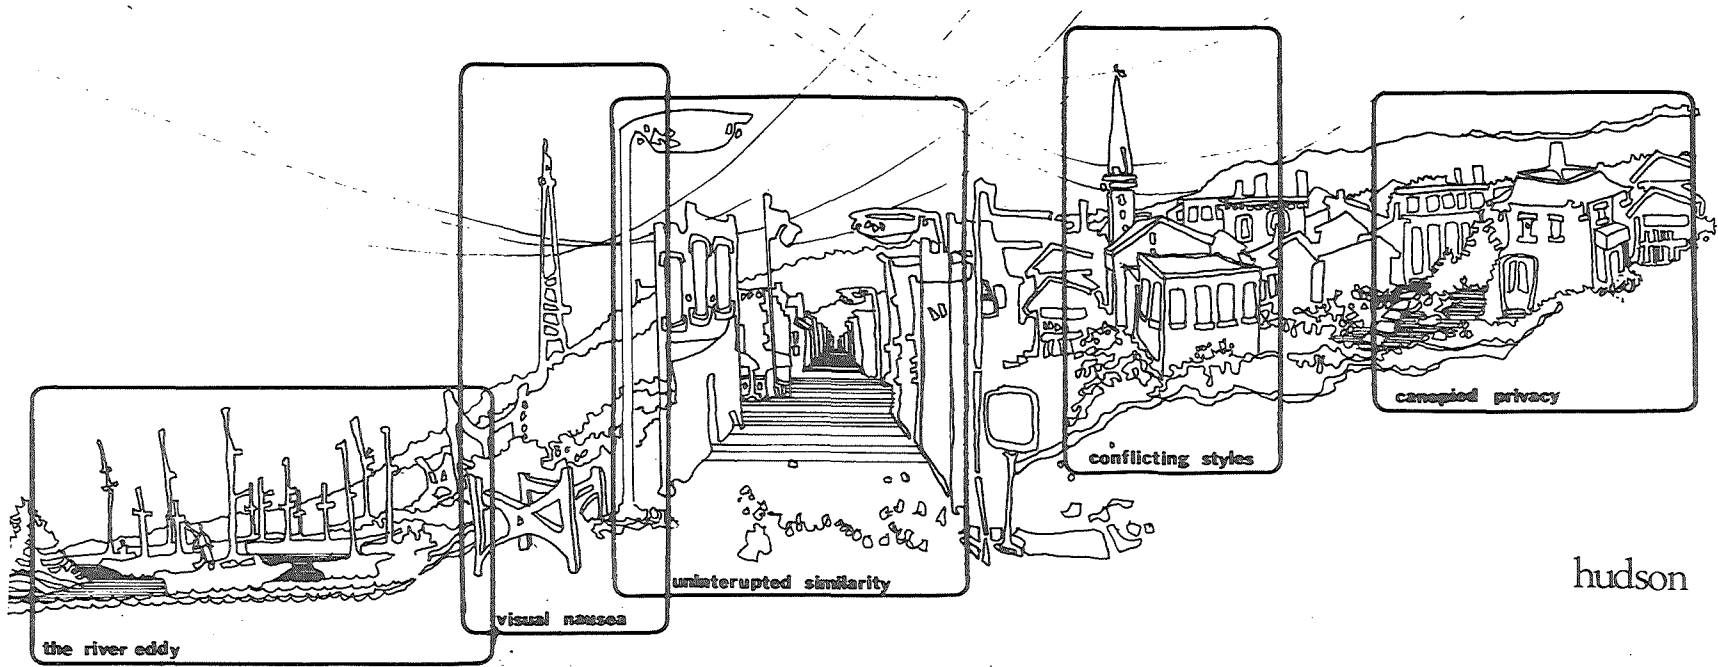 the river eddy
visual nausea
uninterupted similarity
conflicting styles
canopied privacy
hudson